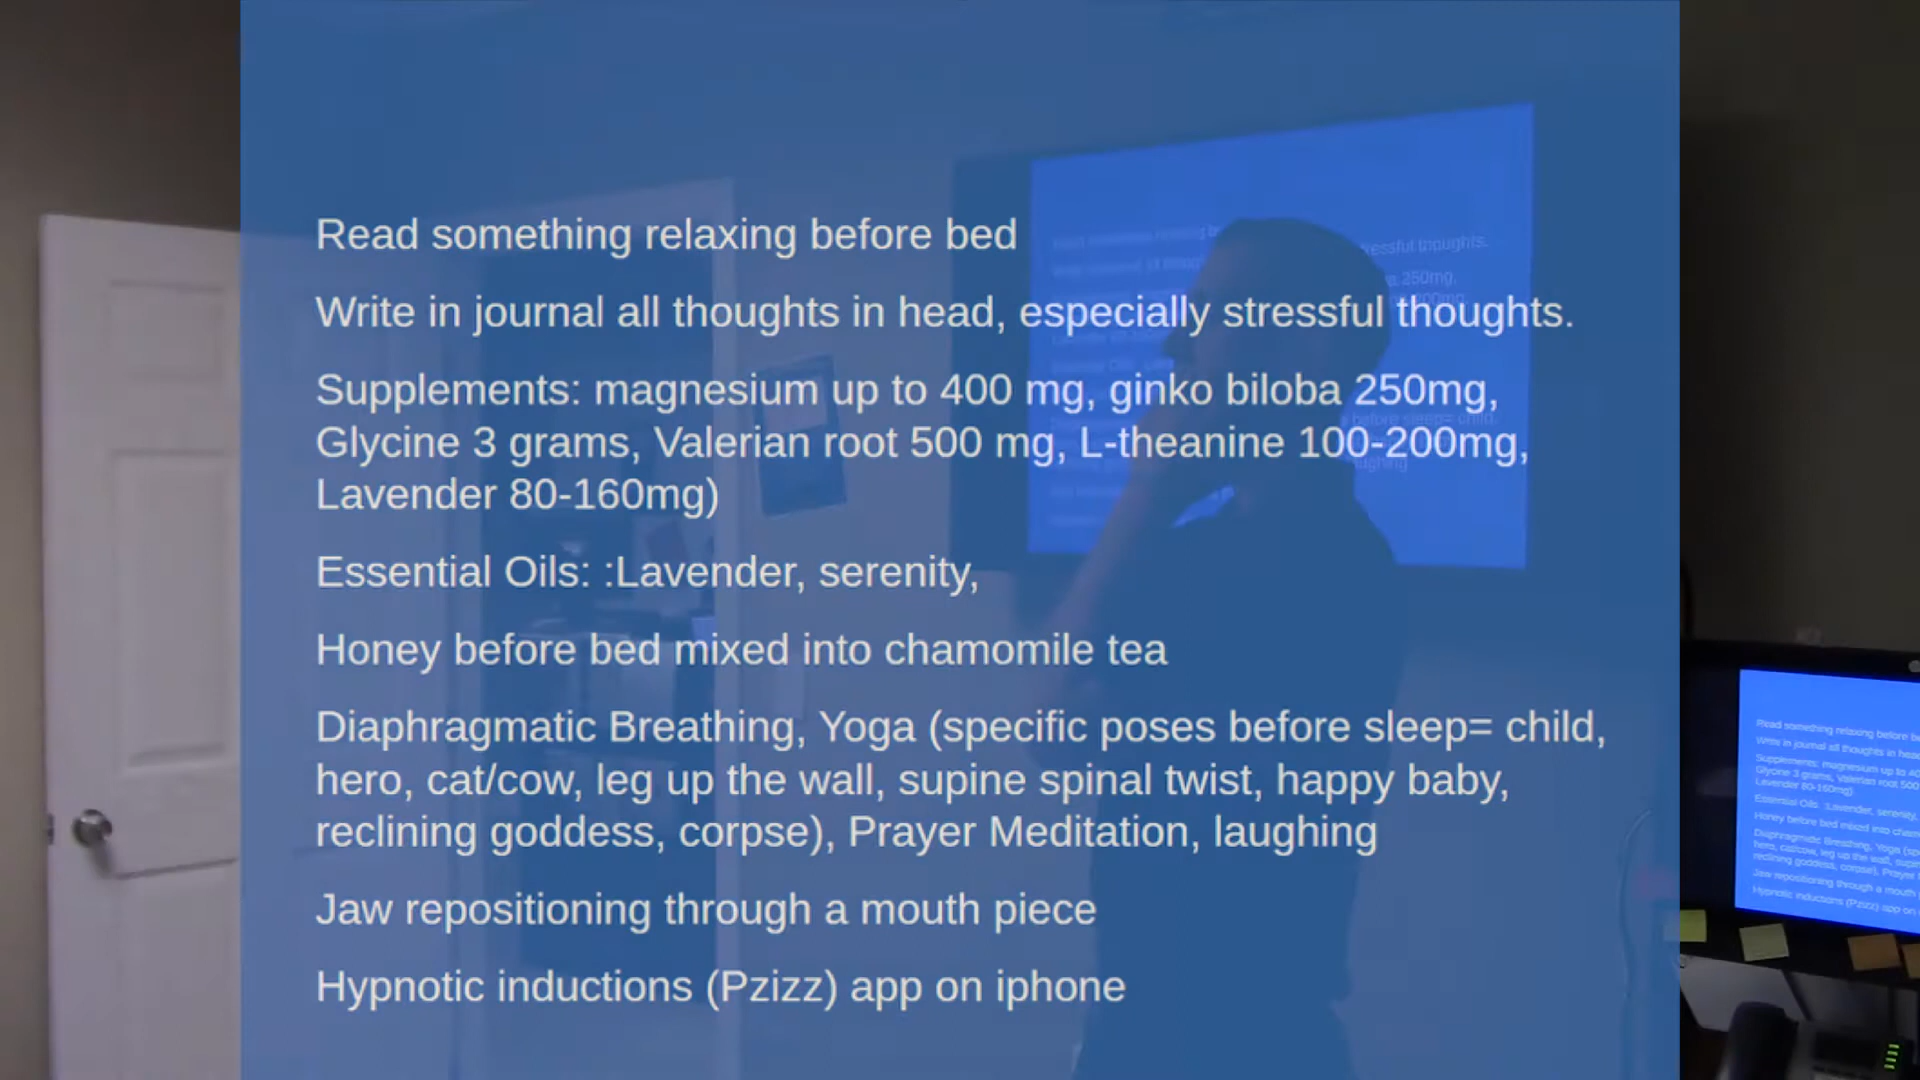 Read something relaxing before bed
Write in journal all thoughts in head, especially stressful thoughts.
Supplements: magnesium up to 400 mg, ginko biloba 250mg,
Glycine 3 grams, Valerian root 500 mg, L-theanine 100-200mg,
Lavender 80-160mg)
Essential Oils: :Lavender, serenity,
Honey before bed mixed into chamomile tea
Diaphragmatic Breathing, Yoga (specific poses before sleep= child,
hero, cat/cow, leg up the wall, supine spinal twist, happy baby,
reclining goddess, corpse), Prayer Meditation, laughing
Jaw repositioning through a mouth piece
Hypnotic inductions (Pzizz) app on iphone